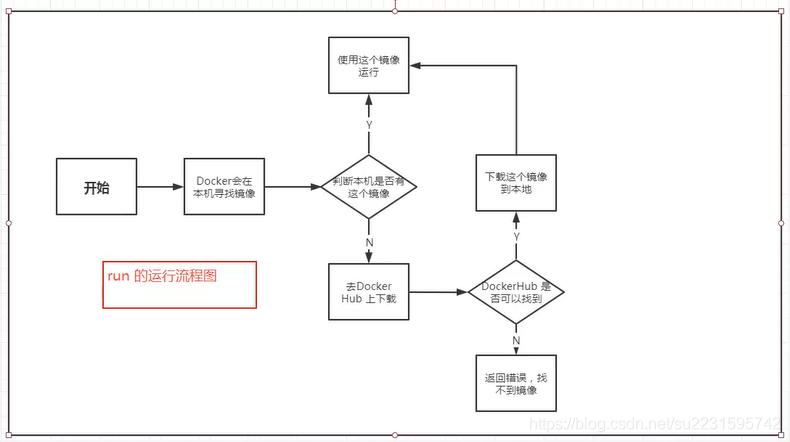 使用这个镜像
运行
Y
开始
Docker会在
本机寻找镜像
判断本机是否有
这个镜像
下载这个镜像
到本地
N
Y
run 的运行流程图
去Docker
Hub 上下载
DockerHub 是
否可以找到
N
返回错误，找
不到镜像
https://blog.csdn.net/su2231595742